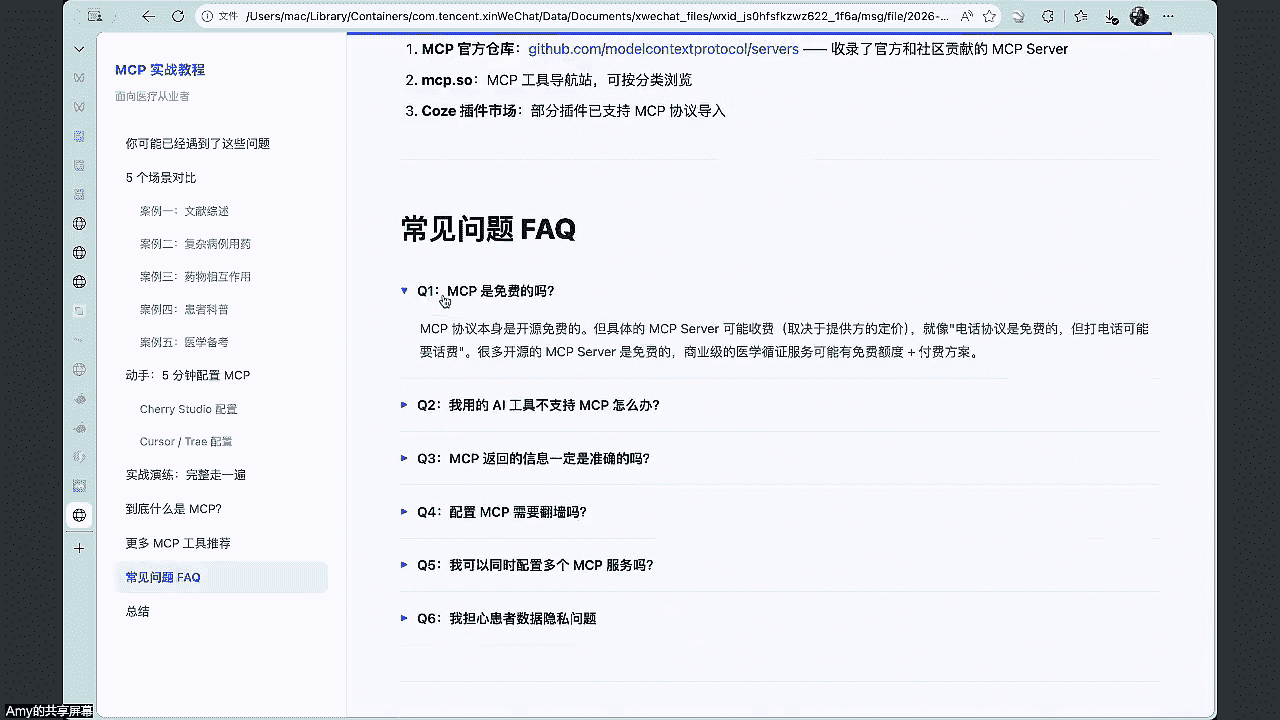 文件 /Users/mac/Library/Containers/com.tencent.xinWeChat/Data/Documents/xwechat_files/wxid_js0hfsfkzwz622_1f6a/msg/file/2026-...
MCP 实战教程
面向医疗从业者
你可能已经遇到了这些问题
5 个场景对比
案例一：文献综述
案例二：复杂病例用药
案例三：药物相互作用
案例四：患者科普
案例五：医学备考
动手：5 分钟配置 MCP
Cherry Studio 配置
Cursor / Trae 配置
实战演练：完整走一遍
到底什么是 MCP?
更多 MCP 工具推荐
常见问题 FAQ
总结
1. MCP 官方仓库：github.com/modelcontextprotocol/servers —— 收录了官方和社区贡献的 MCP Server
2. mcp.so：MCP 工具导航站，可按分类浏览
3. Coze 插件市场：部分插件已支持 MCP 协议导入
常见问题 FAQ
Q1：MCP 是免费的吗?
MCP 协议本身是开源免费的。但具体的 MCP Server 可能收费（取决于提供方的定价），就像"电话协议是免费的，但打电话可能
要话费"。很多开源的 MCP Server 是免费的，商业级的医学循证服务可能有免费额度 + 付费方案。
Q2：我用的 AI 工具不支持 MCP 怎么办?
Q3：MCP 返回的信息一定是准确的吗?
Q4：配置 MCP 需要翻墙吗?
Q5：我可以同时配置多个 MCP 服务吗?
Q6：我担心患者数据隐私问题
Amy的共享屏幕